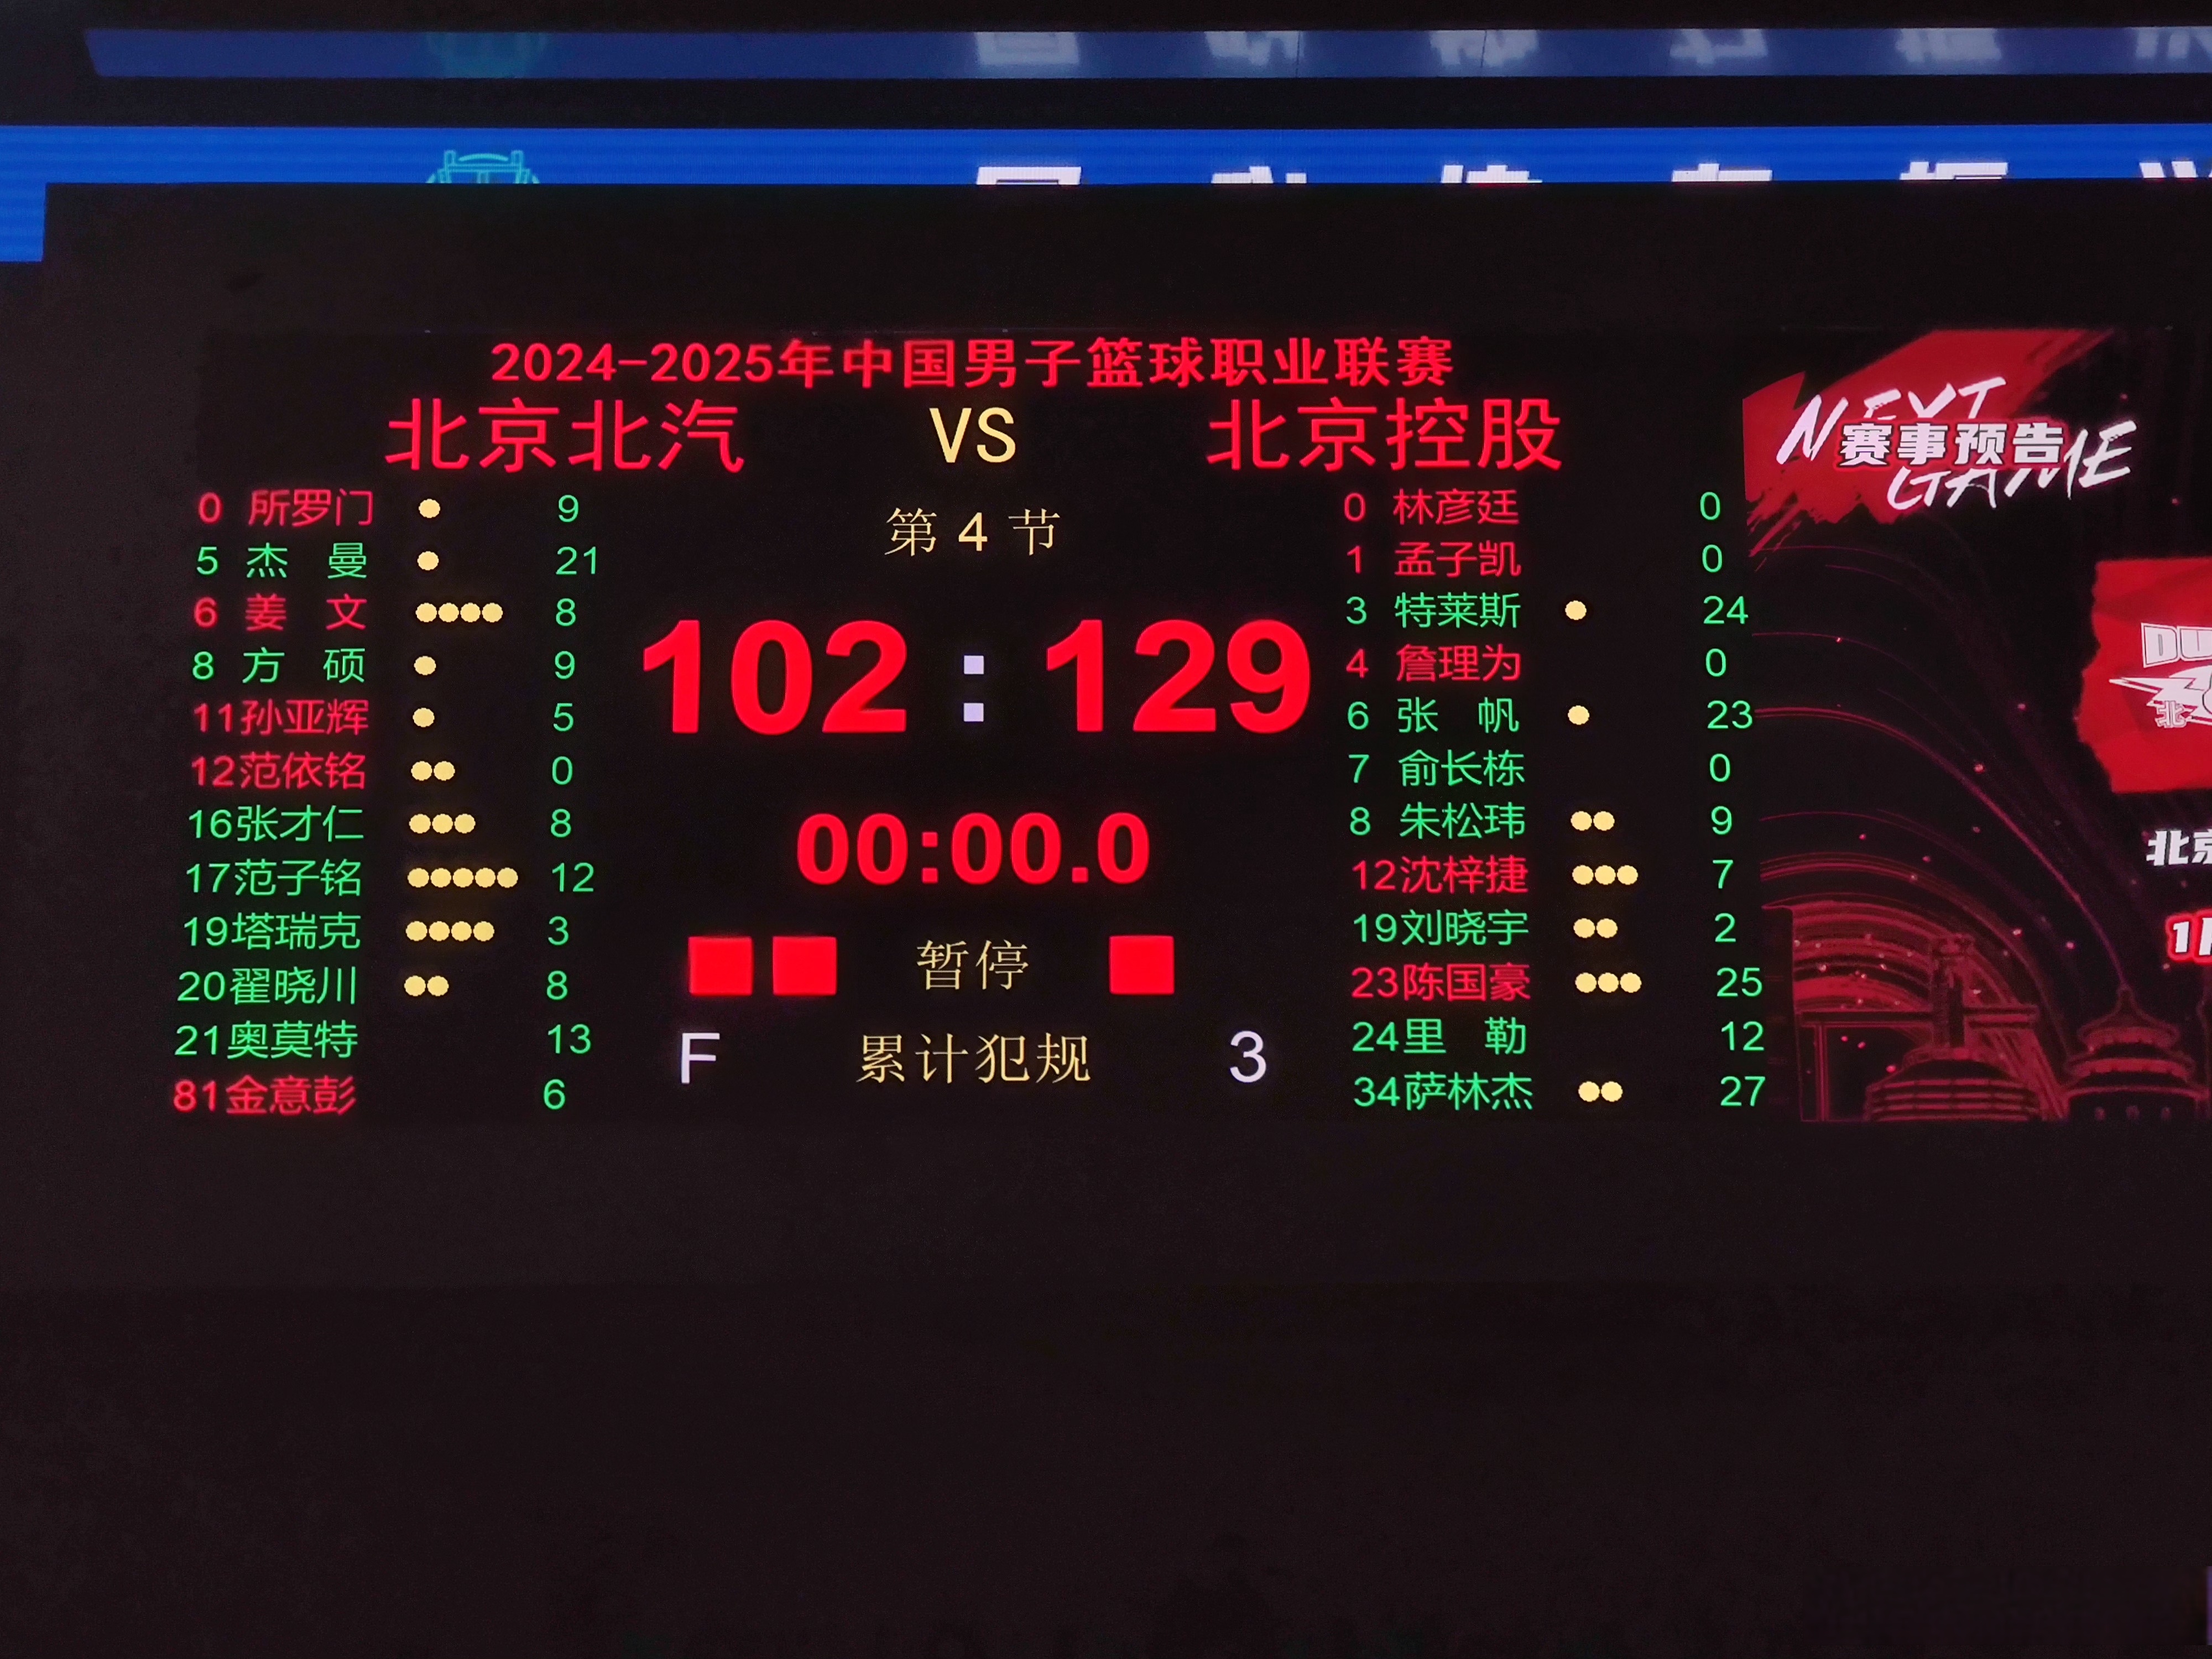 2024-2025年中国男子篮球职业联赛
北京北汽 VS 北京控股
第 4 节
102 : 129
00:00.0
暂停
F 累计犯规 3
0 所罗门 9
5 杰 曼 21
6 姜 文 8
8 方 硕 9
11孙亚辉 5
12范依铭 0
16张才仁 8
17范子铭 12
19塔瑞克 3
20翟晓川 8
21奥莫特 13
81金意彭 6
0 林彦廷 0
1 孟子凯 0
3 特莱斯 24
4 詹理为 0
6 张 帆 23
7 俞长栋 0
8 朱松玮 9
12沈梓捷 7
19刘晓宇 2
23陈国豪 25
24里 勒 12
34萨林杰 27
NEXT GAME
赛事预告
DU
北
北京
1月